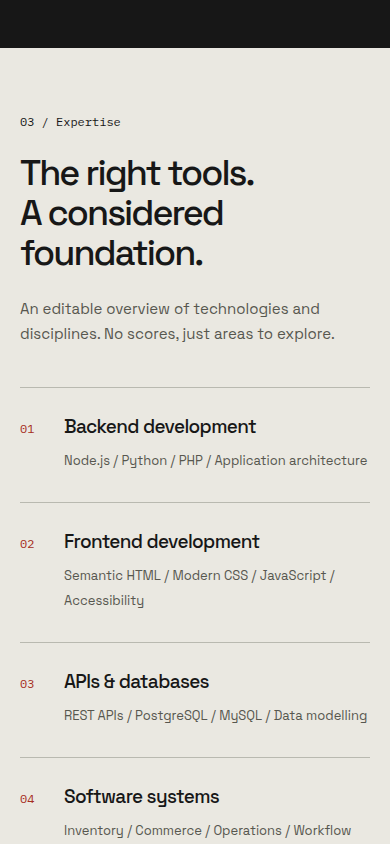 03 / Expertise
The right tools.
A considered
foundation.
An editable overview of technologies and
disciplines. No scores, just areas to explore.
01
Backend development
Node.js / Python / PHP / Application architecture
02
Frontend development
Semantic HTML / Modern CSS / JavaScript /
Accessibility
03
APIs & databases
REST APIs / PostgreSQL / MySQL / Data modelling
04
Software systems
Inventory / Commerce / Operations / Workflow